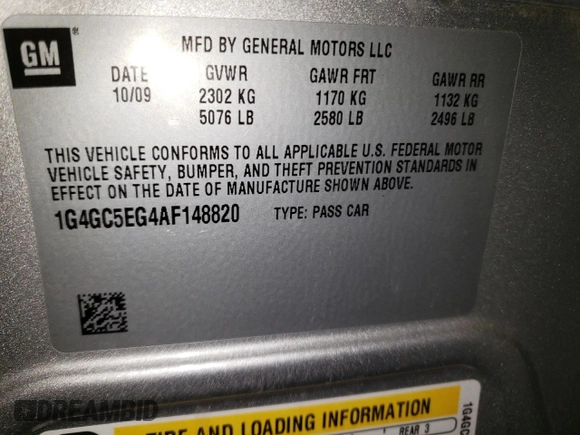 GM ®
MFD BY GENERAL MOTORS LLC
DATE GVWR GAWR FRT GAWR RR
10/09 2302 KG 1170 KG 1132 KG
5076 LB 2580 LB 2496 LB
THIS VEHICLE CONFORMS TO ALL APPLICABLE U.S. FEDERAL MOTOR
VEHICLE SAFETY, BUMPER, AND THEFT PREVENTION STANDARDS IN
EFFECT ON THE DATE OF MANUFACTURE SHOWN ABOVE.
1G4GC5EG4AF148820 TYPE: PASS CAR
TIRE AND LOADING INFORMATION
REAR 3
1G4GC
DREAMBID